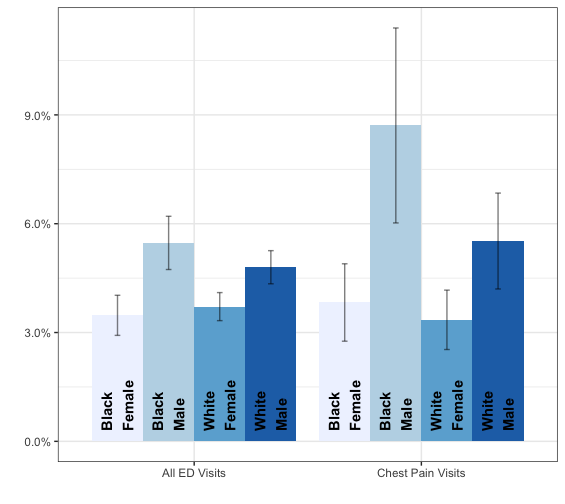 9.0%
6.0%
3.0%
0.0%
Black
Female
Black
Male
White
Female
White
Male
Black
Female
Black
Male
White
Female
White
Male
All ED Visits
Chest Pain Visits